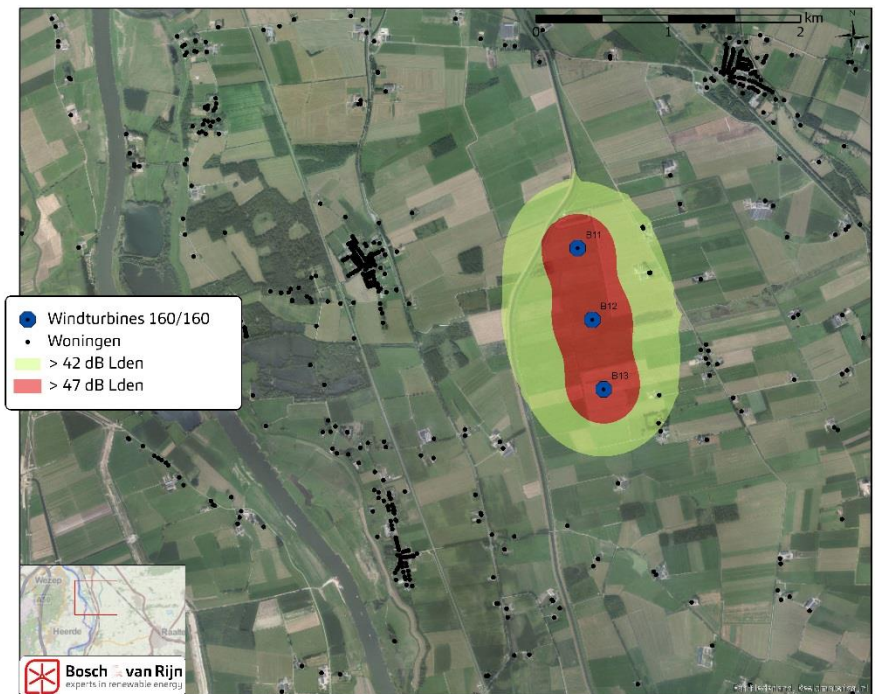 km
0 1 2
B11
B12
B13
Windturbines 160/160
Woningen
> 42 dB Lden
> 47 dB Lden
Wezep
Heerde
Raalte
Bosch & van Rijn
experts in renewable energy